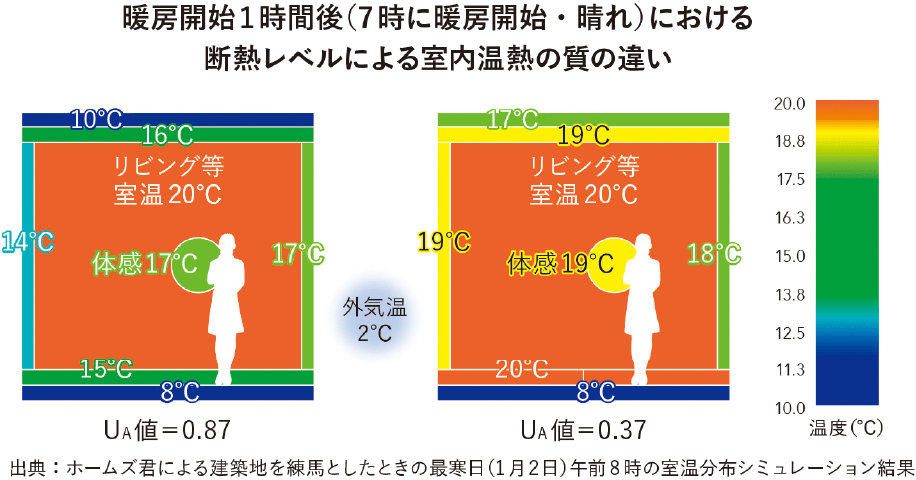 暖房開始1時間後（7時に暖房開始・晴れ）における
断熱レベルによる室内温熱の質の違い
10℃
16℃
リビング等
室温20℃
14℃
体感17℃
17℃
15℃
8℃
UA値＝0.87
外気温
2℃
17℃
19℃
リビング等
室温20℃
19℃
体感19℃
18℃
20℃
8℃
UA値＝0.37
20.0
18.8
17.5
16.3
15.0
13.8
12.5
11.3
10.0
温度(℃)
出典：ホームズ君による建築地を練馬としたときの最寒日（1月2日）午前8時の室温分布シミュレーション結果